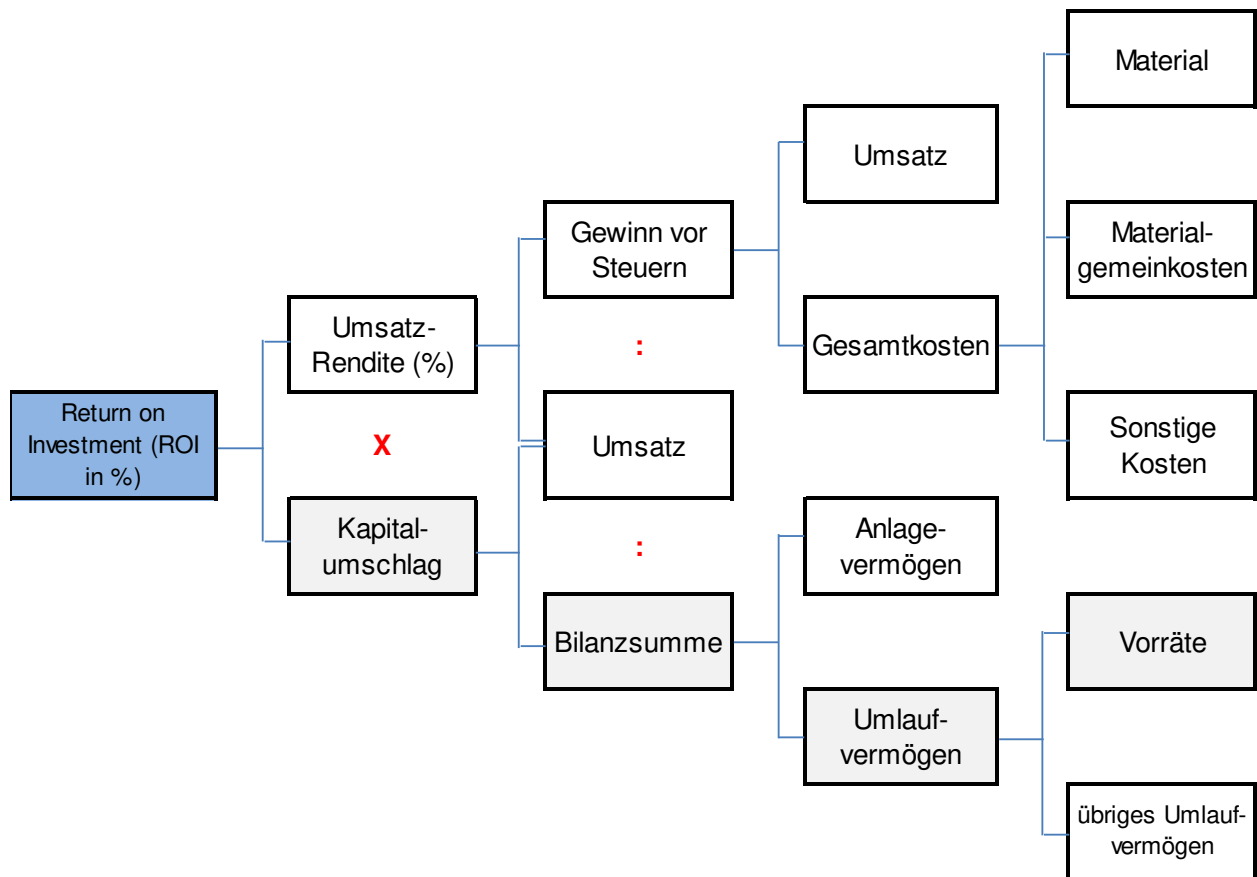 Material
Umsatz
Gewinn vor
Steuern
Material-
gemeinkosten
Umsatz-
Rendite (%)
:
Gesamtkosten
Return on
Investment (ROI
in %)
X
Umsatz
Sonstige
Kosten
Kapital-
umschlag
:
Anlage-
vermögen
Bilanzsumme
Vorräte
Umlauf-
vermögen
übriges Umlauf-
vermögen